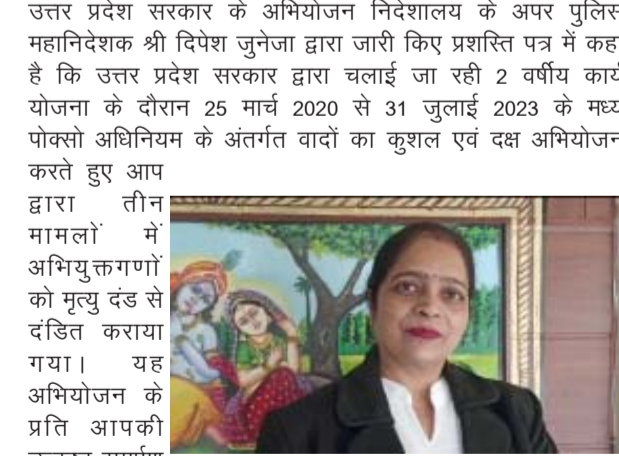 उत्तर प्रदेश सरकार के अभियोजन निदेशालय के अपर पुलिस
महानिदेशक श्री दिपेश जुनेजा द्वारा जारी किए प्रशस्ति पत्र में कह
है कि उत्तर प्रदेश सरकार द्वारा चलाई जा रही 2 वर्षीय कार्य
योजना के दौरान 25 मार्च 2020 से 31 जुलाई 2023 के मध्य
पोक्सो अधिनियम के अंतर्गत वादों का कुशल एवं दक्ष अभियोजन
करते हुए आप
द्वारा तीन
मामलों में
अभियुक्तगणों
को मृत्यु दंड से
दंडित कराया
गया। यह
अभियोजन के
प्रति आपकी